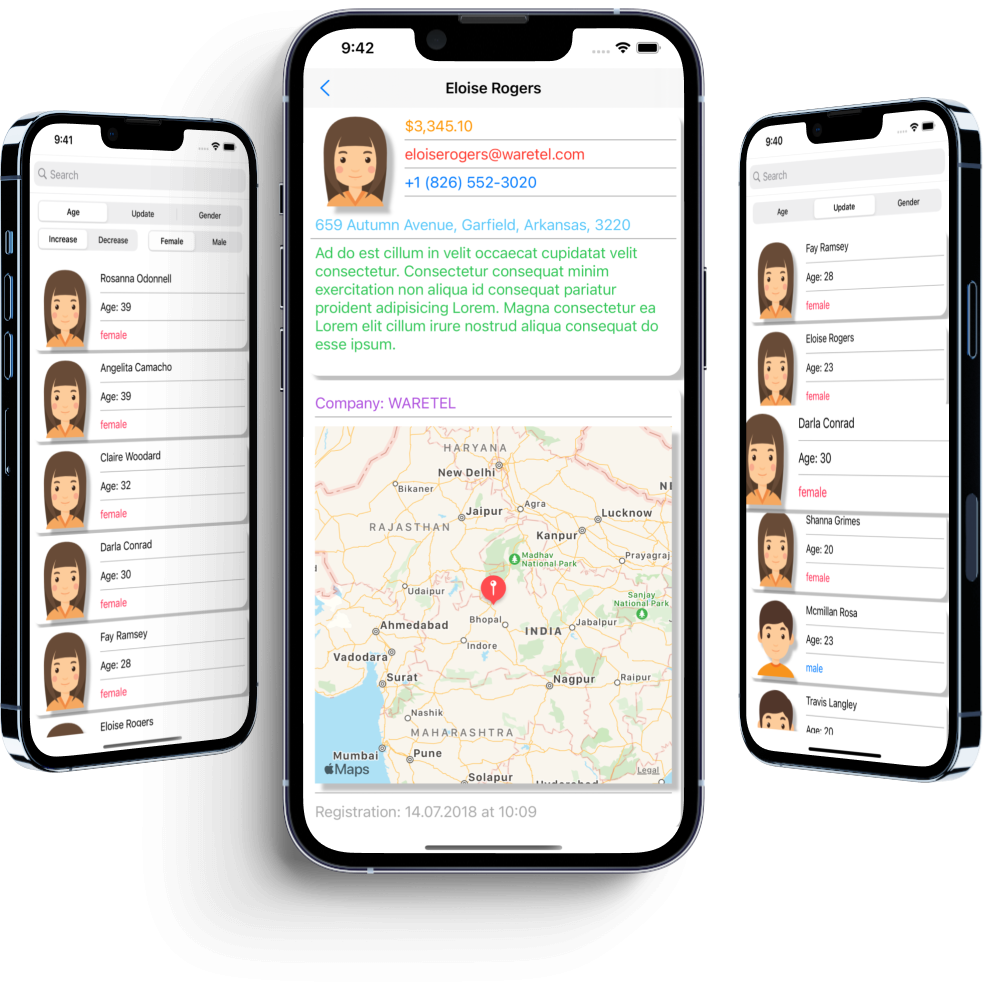 9:41
Search
Age Update Gender
Increase Decrease Female Male
Rosanna Odonnell
Age: 39
female
Angelita Camacho
Age: 39
female
Claire Woodard
Age: 32
female
Darla Conrad
Age: 30
female
Fay Ramsey
Age: 28
female
Eloise Rogers
9:42
Eloise Rogers
$3,345.10
eloiserogers@waretel.com
+1 (826) 552-3020
659 Autumn Avenue, Garfield, Arkansas, 3220
Ad do est cillum in velit occaecat cupidatat velit
consectetur. Consectetur consequat minim
exercitation non aliqua id consequat pariatur
proident adipisicing Lorem. Magna consectetur ea
Lorem elit cillum irure nostrud aliqua consequat do
esse ipsum.
Company: WARETEL
HARYANA
New Delhi
NE
Bikaner
Agra
Jaipur
Lucknow
RAJASTHAN
Kanpur
Madhav
National Park
Prayagraj
Udaipur
Sanjay
National Park
Ahmedabad
Bhopal
INDIA
Jabalpur
Indore
Vadodara
Surat
Nagpur
Raipur
Nashik
MAHARASHTRA
Mumbai
Pune
Maps
Solapur
Hyderabad
Legal
Registration: 14.07.2018 at 10:09
9:40
Search
Age Update Gender
Fay Ramsey
Age: 28
female
Eloise Rogers
Age: 23
female
Darla Conrad
Age: 30
female
Shanna Grimes
Age: 20
female
Mcmillan Rosa
Age: 23
male
Travis Langley
Age: 20